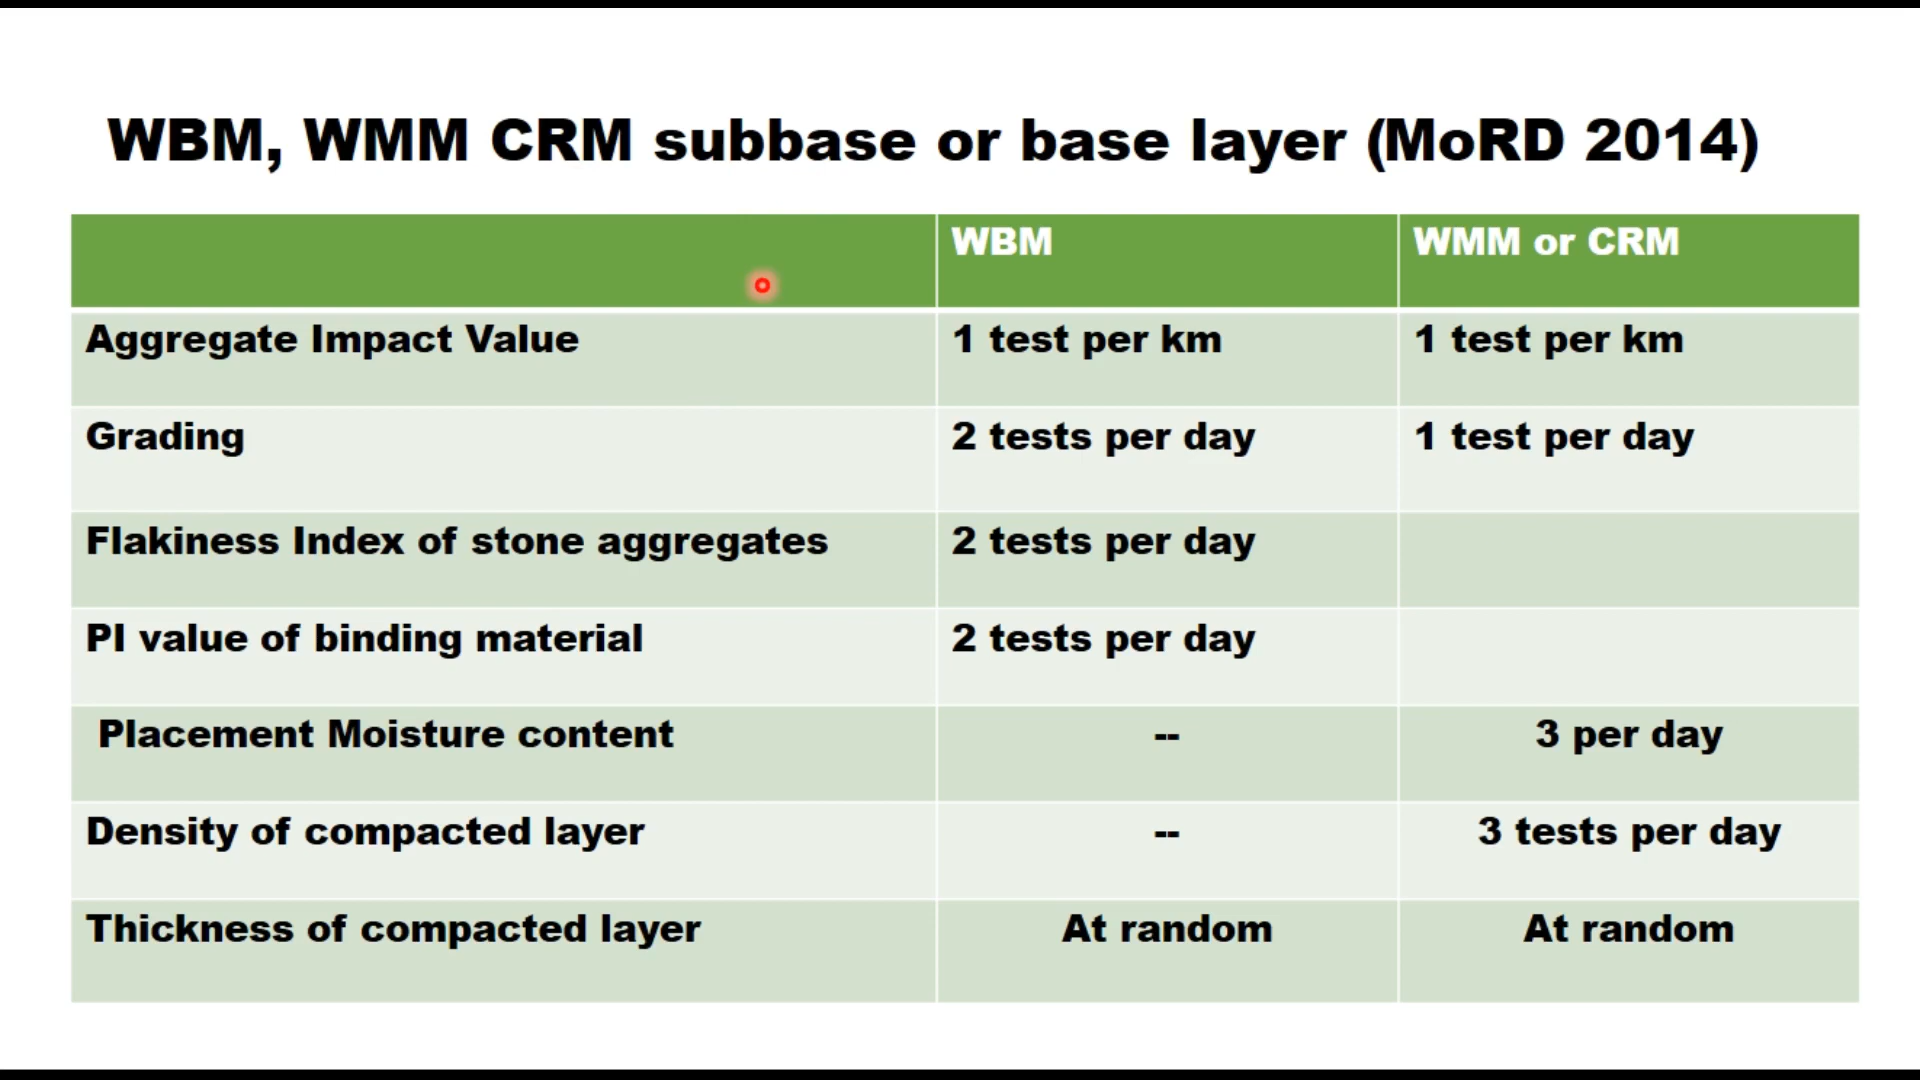 WBM, WMM CRM subbase or base layer (MoRD 2014)
WBM WMM or CRM
Aggregate Impact Value 1 test per km 1 test per km
Grading 2 tests per day 1 test per day
Flakiness Index of stone aggregates 2 tests per day
PI value of binding material 2 tests per day
Placement Moisture content -- 3 per day
Density of compacted layer -- 3 tests per day
Thickness of compacted layer At random At random